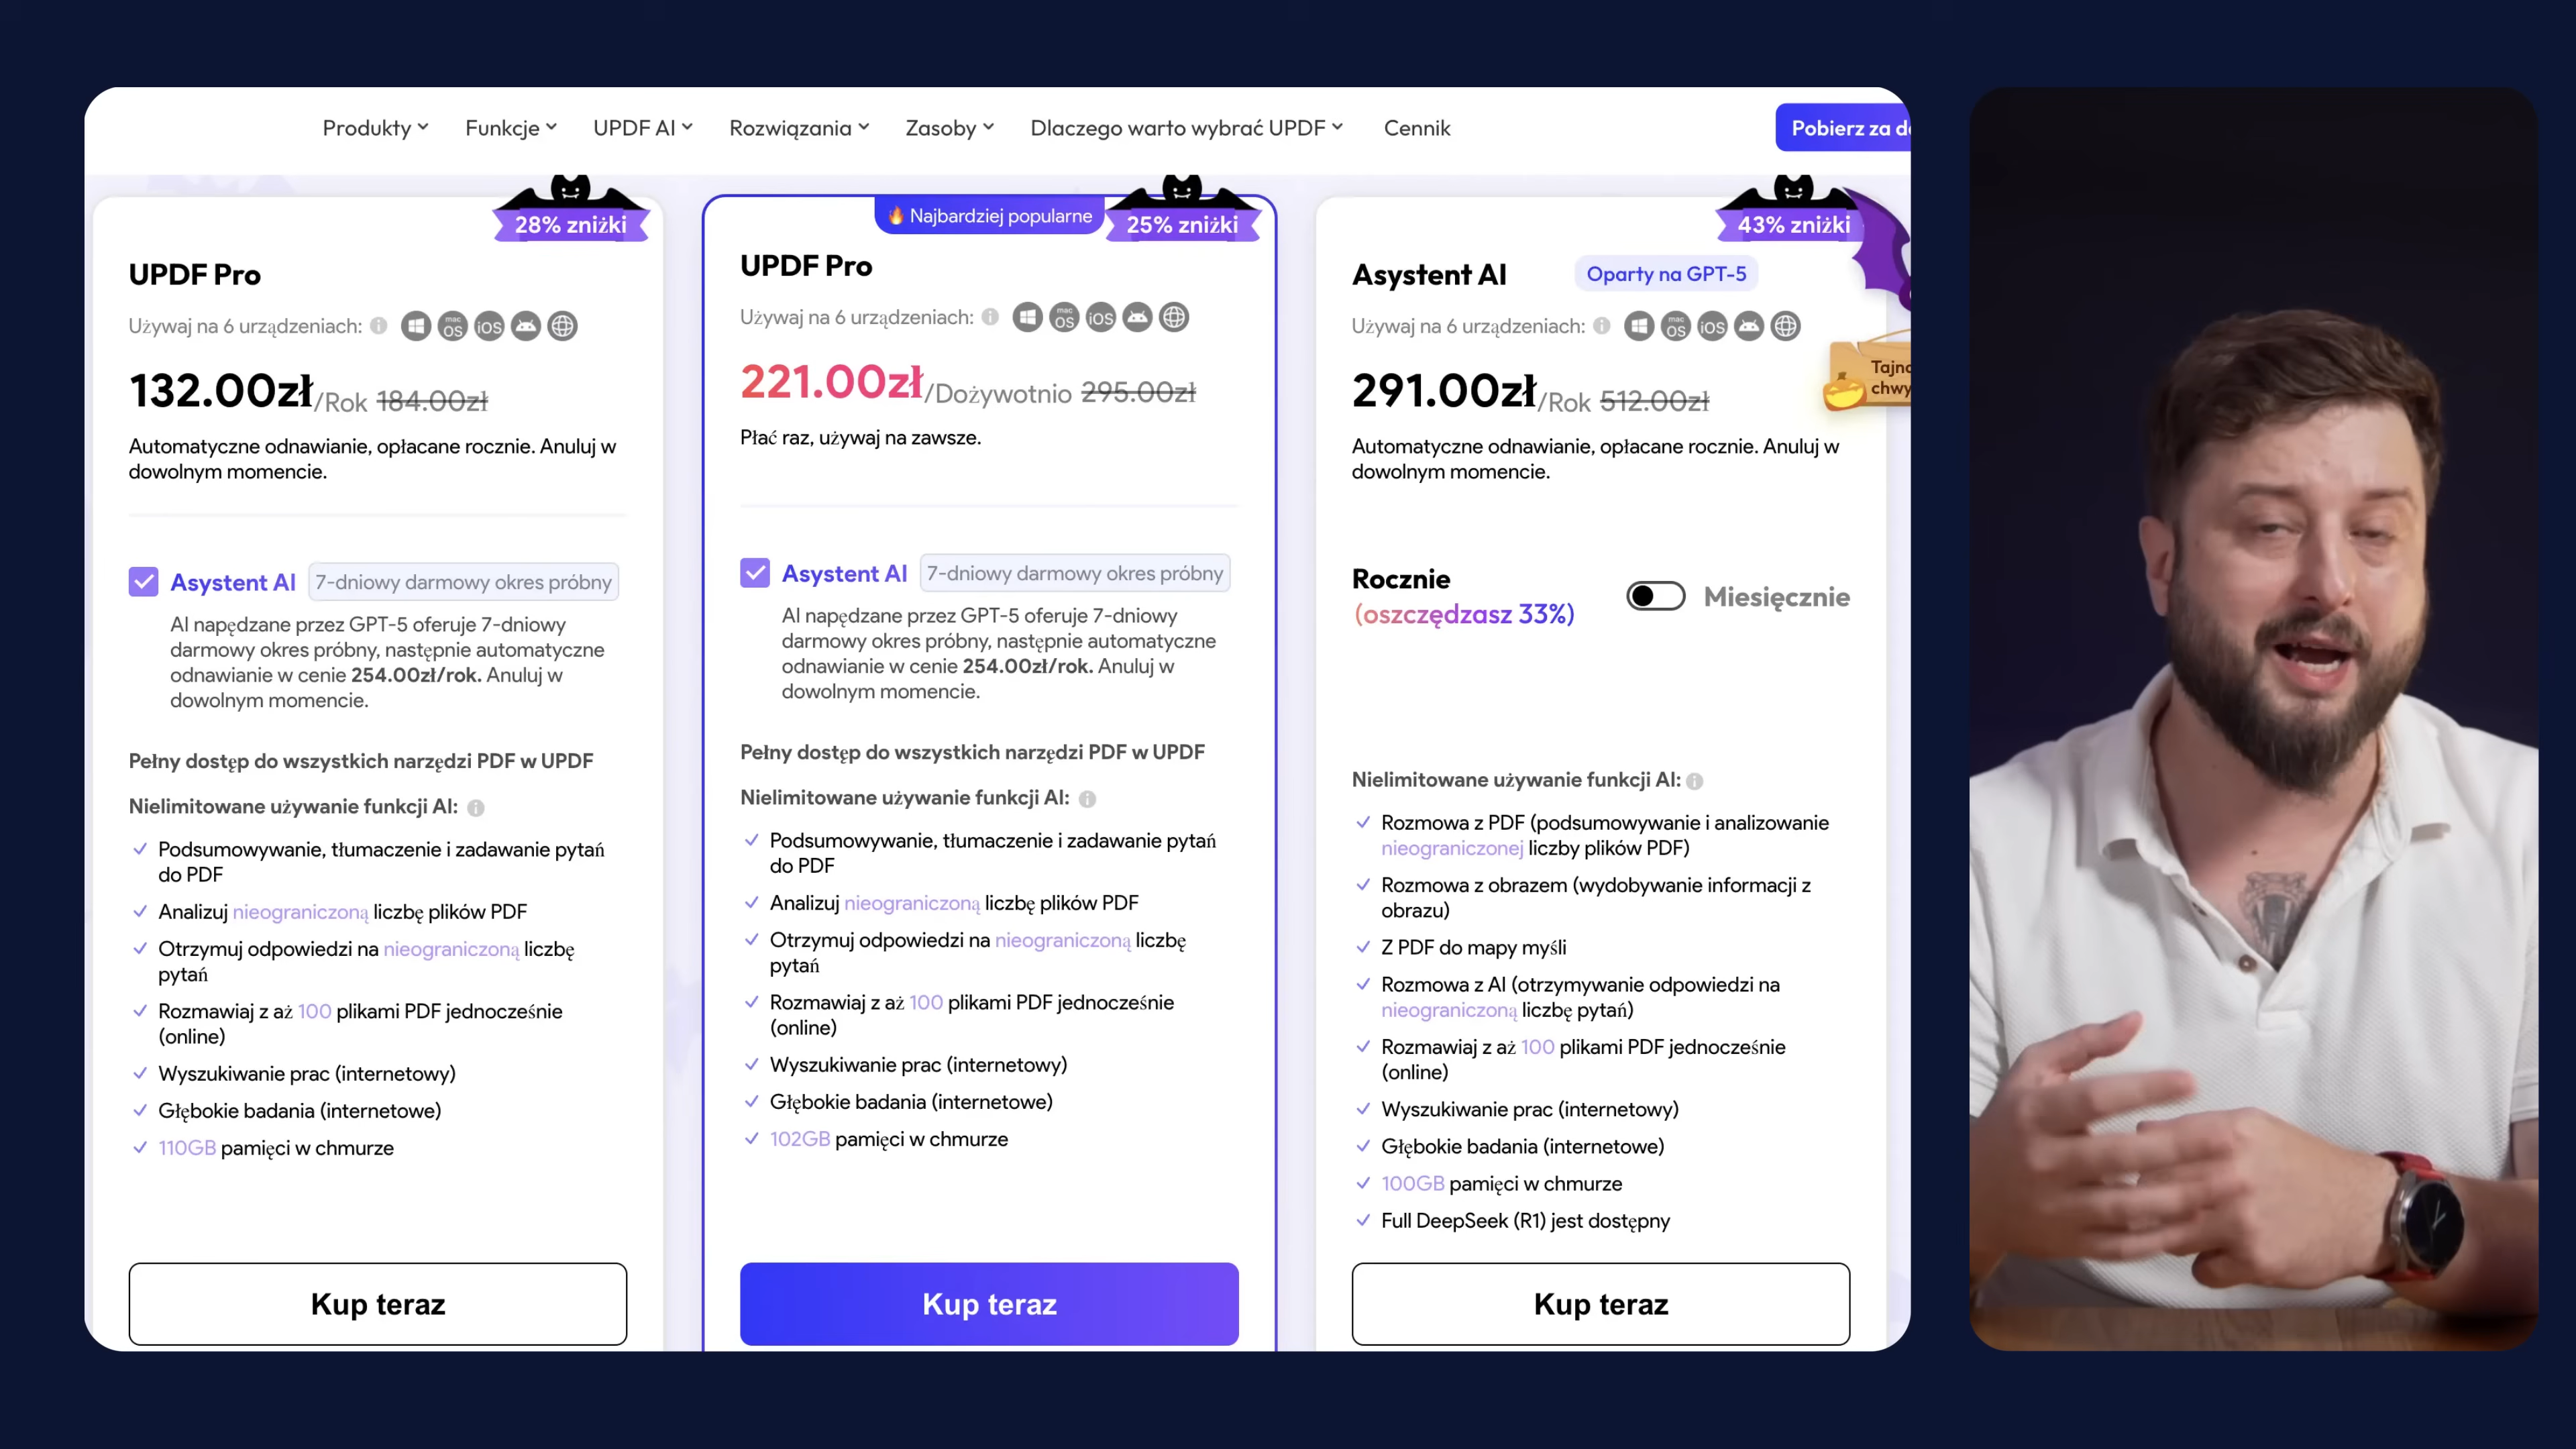 Produkty Funkcje UPDF AI Rozwiązania Zasoby Dlaczego warto wybrać UPDF Cennik Pobierz za
28% zniżki
UPDF Pro
Używaj na 6 urządzeniach: mac OS iOS
132.00zł/Rok 184.00zł
Automatyczne odnawianie, opłacane rocznie. Anuluj w
dowolnym momencie.
Asystent AI 7-dniowy darmowy okres próbny
AI napędzane przez GPT-5 oferuje 7-dniowy
darmowy okres próbny, następnie automatyczne
odnawianie w cenie 254.00zł/rok. Anuluj w
dowolnym momencie.
Pełny dostęp do wszystkich narzędzi PDF w UPDF
Nielimitowane używanie funkcji AI:
Podsumowywanie, tłumaczenie i zadawanie pytań
do PDF
Analizuj nieograniczoną liczbę plików PDF
Otrzymuj odpowiedzi na nieograniczoną liczbę
pytań
Rozmawiaj z aż 100 plikami PDF jednocześnie
(online)
Wyszukiwanie prac (internetowy)
Głębokie badania (internetowe)
110GB pamięci w chmurze
Kup teraz
Najbardziej popularne
25% zniżki
UPDF Pro
Używaj na 6 urządzeniach: mac OS iOS
221.00zł/Dożywotnio 295.00zł
Płać raz, używaj na zawsze.
Asystent AI 7-dniowy darmowy okres próbny
AI napędzane przez GPT-5 oferuje 7-dniowy
darmowy okres próbny, następnie automatyczne
odnawianie w cenie 254.00zł/rok. Anuluj w
dowolnym momencie.
Pełny dostęp do wszystkich narzędzi PDF w UPDF
Nielimitowane używanie funkcji AI:
Podsumowywanie, tłumaczenie i zadawanie pytań
do PDF
Analizuj nieograniczoną liczbę plików PDF
Otrzymuj odpowiedzi na nieograniczoną liczbę
pytań
Rozmawiaj z aż 100 plikami PDF jednocześnie
(online)
Wyszukiwanie prac (internetowy)
Głębokie badania (internetowe)
102GB pamięci w chmurze
Kup teraz
43% zniżki
Asystent AI Oparty na GPT-5
Używaj na 6 urządzeniach: mac OS iOS
291.00zł/Rok 512.00zł
Automatyczne odnawianie, opłacane rocznie. Anuluj w
dowolnym momencie.
Rocznie
(oszczędzasz 33%)
Miesięcznie
Nielimitowane używanie funkcji AI:
Rozmowa z PDF (podsumowywanie i analizowanie
nieograniczonej liczby plików PDF)
Rozmowa z obrazem (wydobywanie informacji z
obrazu)
Z PDF do mapy myśli
Rozmowa z AI (otrzymywanie odpowiedzi na
nieograniczoną liczbę pytań)
Rozmawiaj z aż 100 plikami PDF jednocześnie
(online)
Wyszukiwanie prac (internetowy)
Głębokie badania (internetowe)
100GB pamięci w chmurze
Full DeepSeek (R1) jest dostępny
Kup teraz